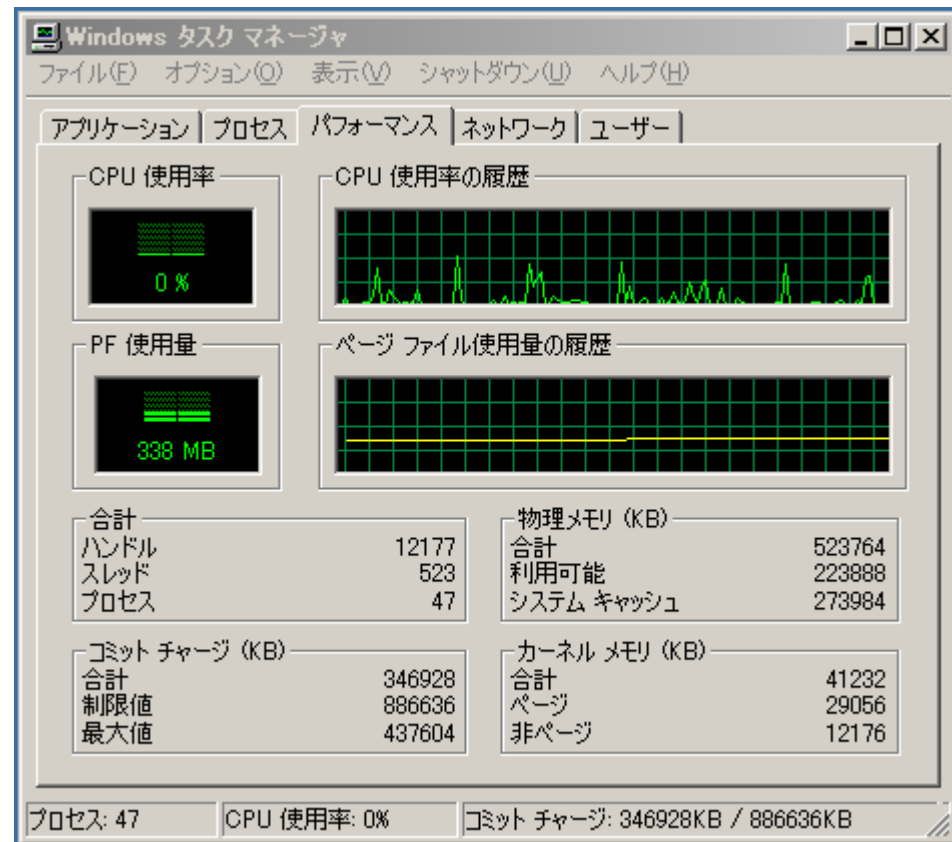 Windows タスク マネージャ
ファイル(F) オプション(O) 表示(V) シャットダウン(U) ヘルプ(H)
アプリケーション プロセス パフォーマンス ネットワーク ユーザー
CPU 使用率
0 %
CPU 使用率の履歴
PF 使用量
338 MB
ページ ファイル使用量の履歴
合計
ハンドル 12177
スレッド 523
プロセス 47
物理メモリ (KB)
合計 523764
利用可能 223888
システム キャッシュ 273984
コミット チャージ (KB)
合計 346928
制限値 886636
最大値 437604
カーネル メモリ (KB)
合計 41232
ページ 29056
非ページ 12176
プロセス: 47 CPU 使用率: 0% コミット チャージ: 346928KB / 886636KB